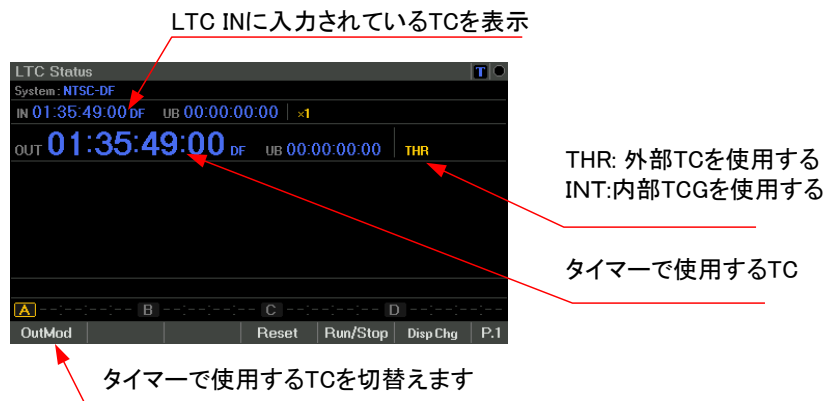 LTC INに入力されているTCを表示
LTC Status T
System : NTSC-DF
IN 01:35:49:00 DF UB 00:00:00:00 ×1
OUT 01:35:49:00 DF UB 00:00:00:00 THR
THR: 外部TCを使用する
INT:内部TCGを使用する
タイマーで使用するTC
A --:--:--:-- B --:--:--:-- C --:--:--:-- D --:--:--:--
OutMod Reset Run/Stop Disp Chg P.1
タイマーで使用するTCを切替えます